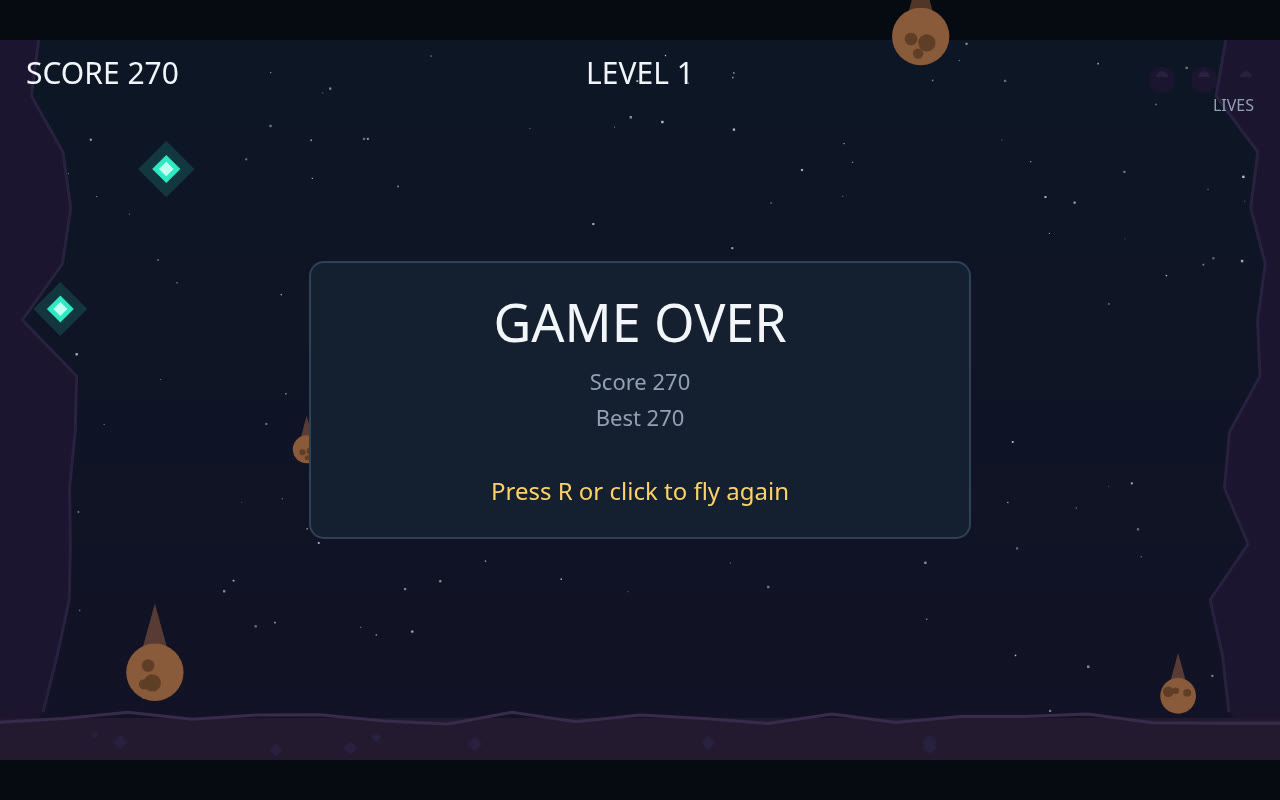 SCORE 270
LEVEL 1
LIVES
GAME OVER
Score 270
Best 270
Press R or click to fly again